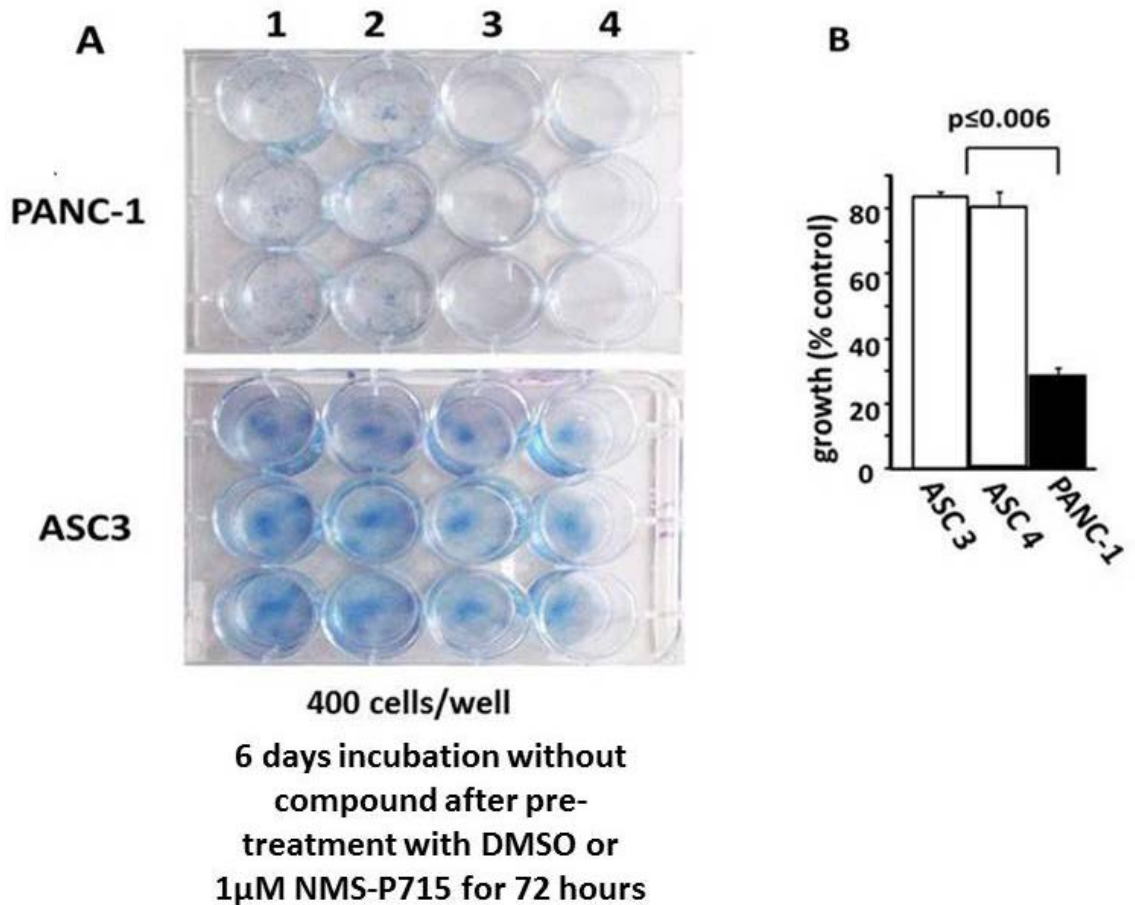 A
1 2 3 4
PANC-1
ASC3
400 cells/well
6 days incubation without
compound after pre-
treatment with DMSO or
1µM NMS-P715 for 72 hours
B
p≤0.006
growth (% control)
80
60
40
20
0
ASC 3
ASC 4
PANC-1